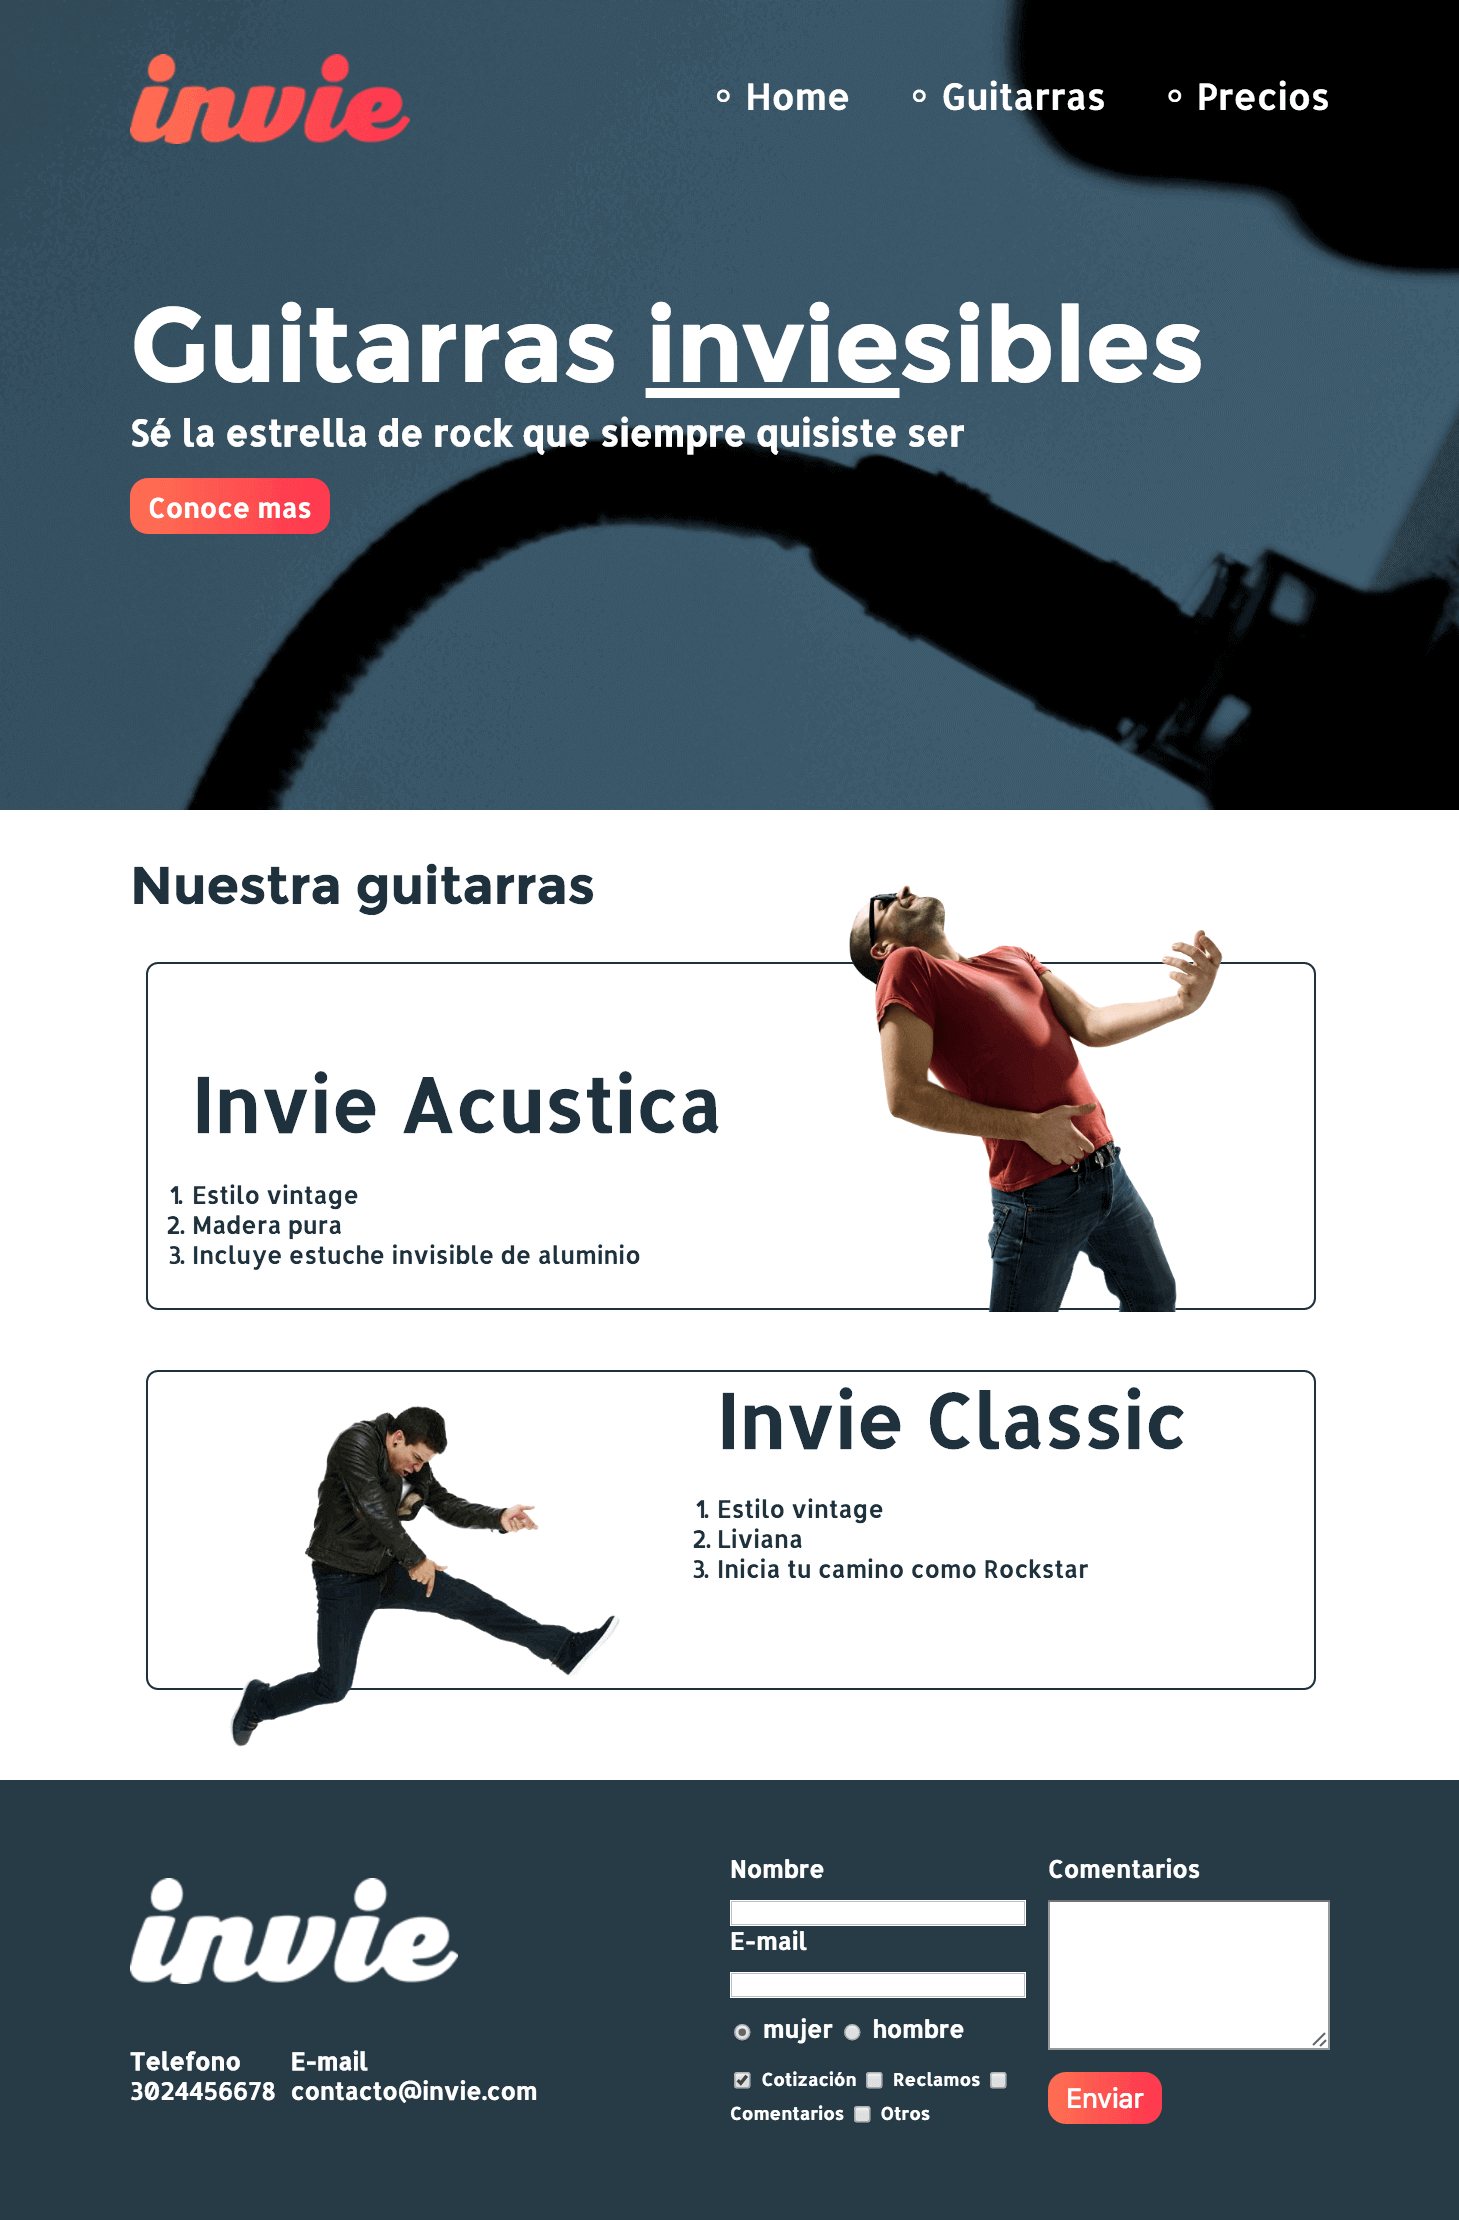 invie
Home Guitarras Precios
Guitarras inviesibles
Sé la estrella de rock que siempre quisiste ser
Conoce mas
Nuestra guitarras
Invie Acustica
1. Estilo vintage
2. Madera pura
3. Incluye estuche invisible de aluminio
Invie Classic
1. Estilo vintage
2. Liviana
3. Inicia tu camino como Rockstar
invie
Telefono
3024456678
E-mail
contacto@invie.com
Nombre
E-mail
mujer hombre
Cotización Reclamos
Comentarios Otros
Comentarios
Enviar